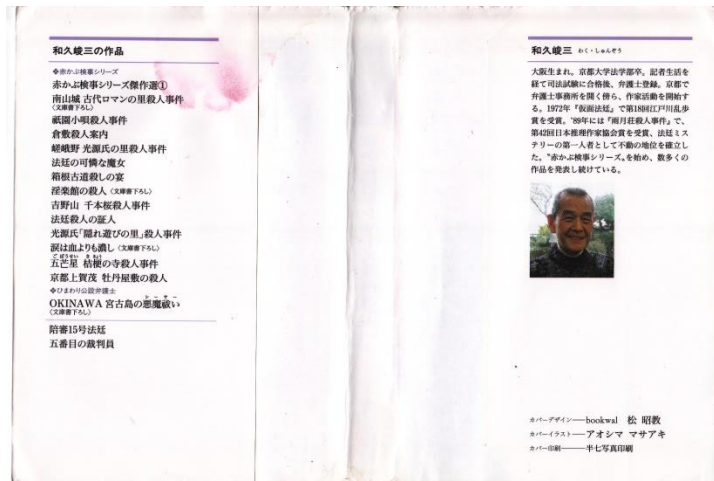 和久峻三の作品
❖赤かぶ検事シリーズ
赤かぶ検事シリーズ傑作選①
南山城 古代ロマンの里殺人事件
〈文庫書下ろし〉
祇園小唄殺人事件
倉敷殺人案内
嵯峨野 光源氏の里殺人事件
法廷の可憐な魔女
箱根古道殺しの宴
淫楽館の殺人〈文庫書下ろし〉
吉野山 千本桜殺人事件
法廷殺人の証人
光源氏「隠れ遊びの里」殺人事件
涙は血よりも濃し〈文庫書下ろし〉
ごぼうせい ききょう
五芒星 桔梗の寺殺人事件
京都上賀茂 牡丹屋敷の殺人
❖ひまわり公設弁護士
シーサー
OKINAWA 宮古島の悪魔祓い
〈文庫書下ろし〉
陪審15号法廷
五番目の裁判員
和久峻三 わく・しゅんぞう
大阪生まれ。京都大学法学部卒。記者生活を
経て司法試験に合格後、弁護士登録。京都で
弁護士事務所を開く傍ら、作家活動を開始す
る。1972年『仮面法廷』で第18回江戸川乱歩
賞を受賞。'89年には『雨月荘殺人事件』で、
第42回日本推理作家協会賞を受賞、法廷ミス
テリーの第一人者として不動の地位を確立し
た。〝赤かぶ検事シリーズ〟を始め、数多くの
作品を発表し続けている。
カバーデザイン――bookwal 松 昭教
カバーイラスト――アオシマ マサアキ
カバー印刷――半七写真印刷